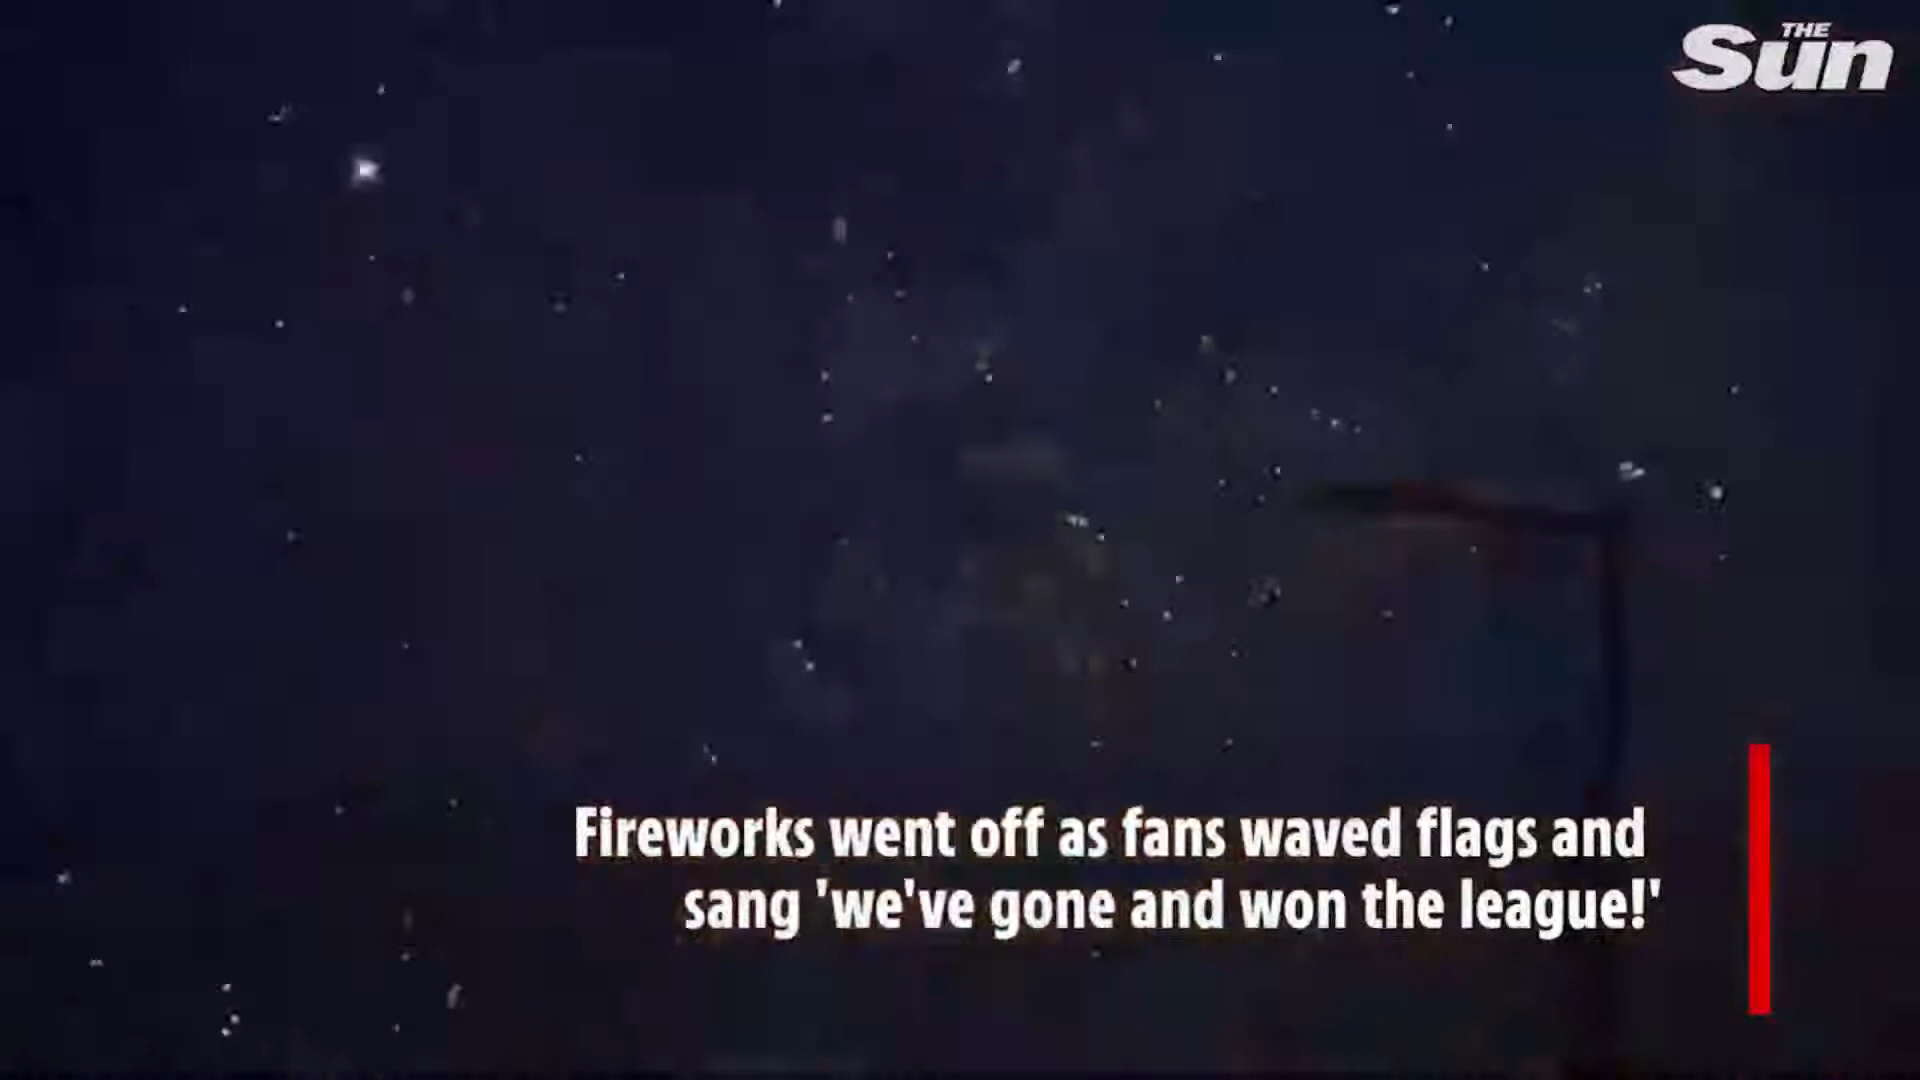 THE
Sun
Fireworks went off as fans waved flags and
sang 'we've gone and won the league!'